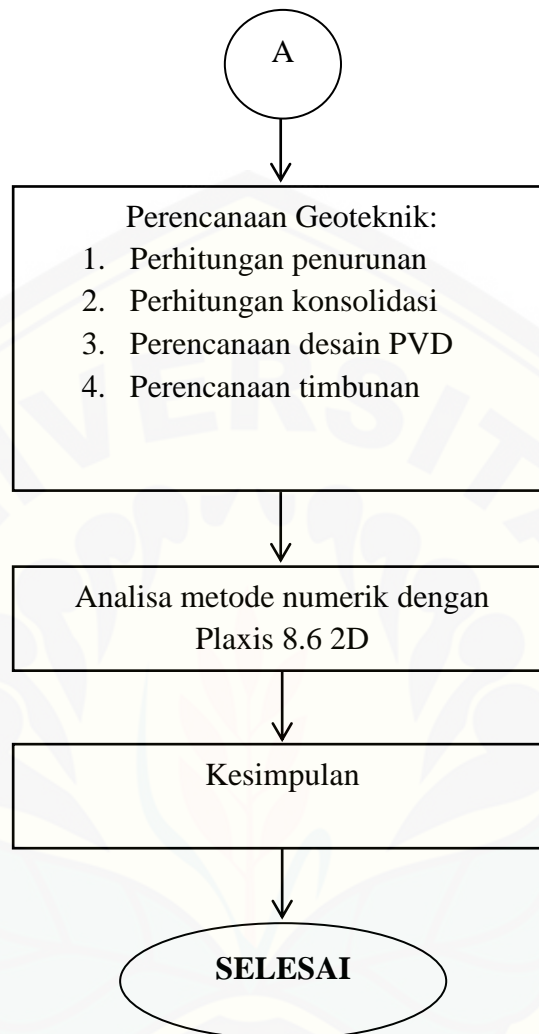 A
Perencanaan Geoteknik:
1. Perhitungan penurunan
2. Perhitungan konsolidasi
3. Perencanaan desain PVD
4. Perencanaan timbunan
Analisa metode numerik dengan
Plaxis 8.6 2D
Kesimpulan
SELESAI